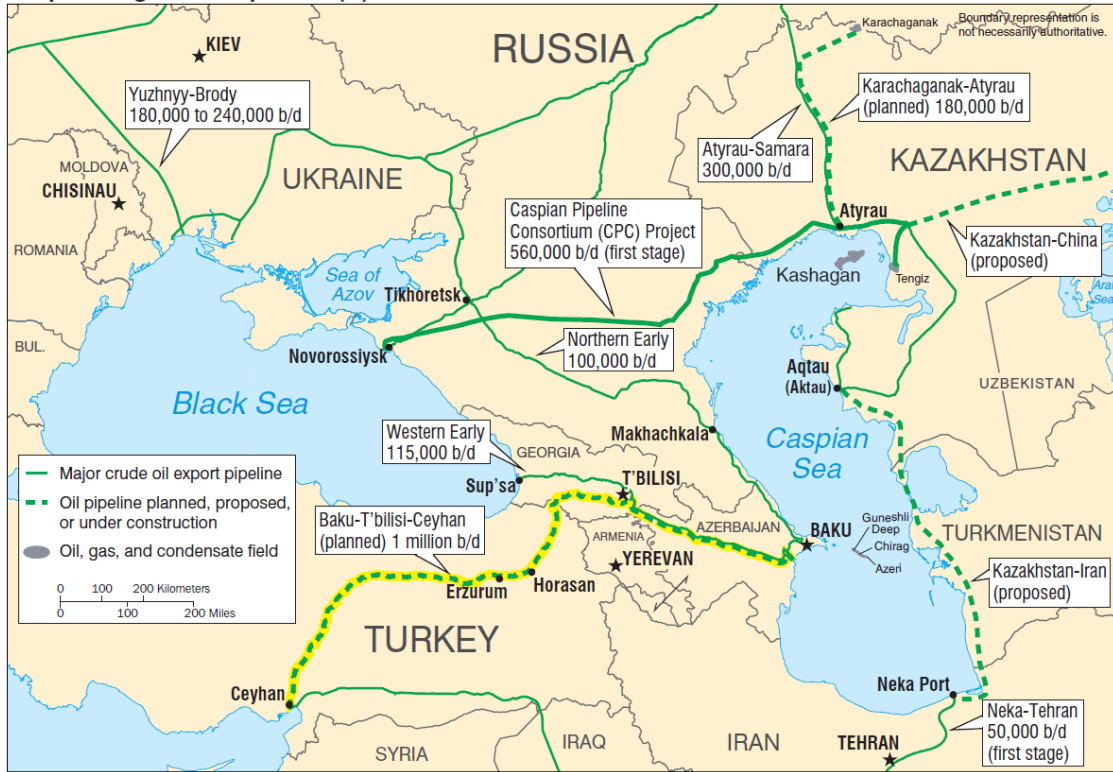 Karachaganak
Boundary representation is
not necessarily authoritative.
KIEV
RUSSIA
Yuzhnyy-Brody
180,000 to 240,000 b/d
Karachaganak-Atyrau
(planned) 180,000 b/d
Atyrau-Samara
300,000 b/d
KAZAKHSTAN
MOLDOVA
CHISINAU
UKRAINE
Caspian Pipeline
Consortium (CPC) Project
560,000 b/d (first stage)
Atyrau
ROMANIA
Kazakhstan-China
(proposed)
Sea of
Azov
Kashagan
Tengiz
Tikhoretsk
BUL.
Novorossiysk
Northern Early
100,000 b/d
Aqtau
(Aktau)
UZBEKISTAN
Black Sea
Western Early
115,000 b/d
Makhachkala
Caspian
Sea
GEORGIA
Major crude oil export pipeline
Oil pipeline planned, proposed,
or under construction
Oil, gas, and condensate field
0 100 200 Kilometers
0 100 200 Miles
Sup'sa
T'BILISI
Baku-T'bilisi-Ceyhan
(planned) 1 million b/d
AZERBAIJAN
ARMENIA
BAKU
Guneshli
Deep
Chirag
Azeri
TURKMENISTAN
YEREVAN
Horasan
Erzurum
Kazakhstan-Iran
(proposed)
TURKEY
Ceyhan
Neka Port
Neka-Tehran
50,000 b/d
(first stage)
SYRIA
IRAQ
IRAN
TEHRAN